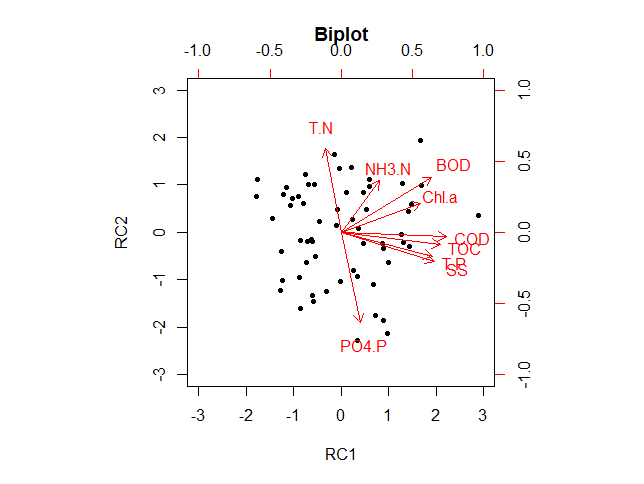 Biplot
-1.0 -0.5 0.0 0.5 1.0
3
2
1
0
-1
-2
-3
RC2
T.N
NH3.N
BOD
Chl.a
COD
TOC
T.P
SS
PO4.P
1.0
0.5
0.0
-0.5
-1.0
-3 -2 -1 0 1 2 3
RC1